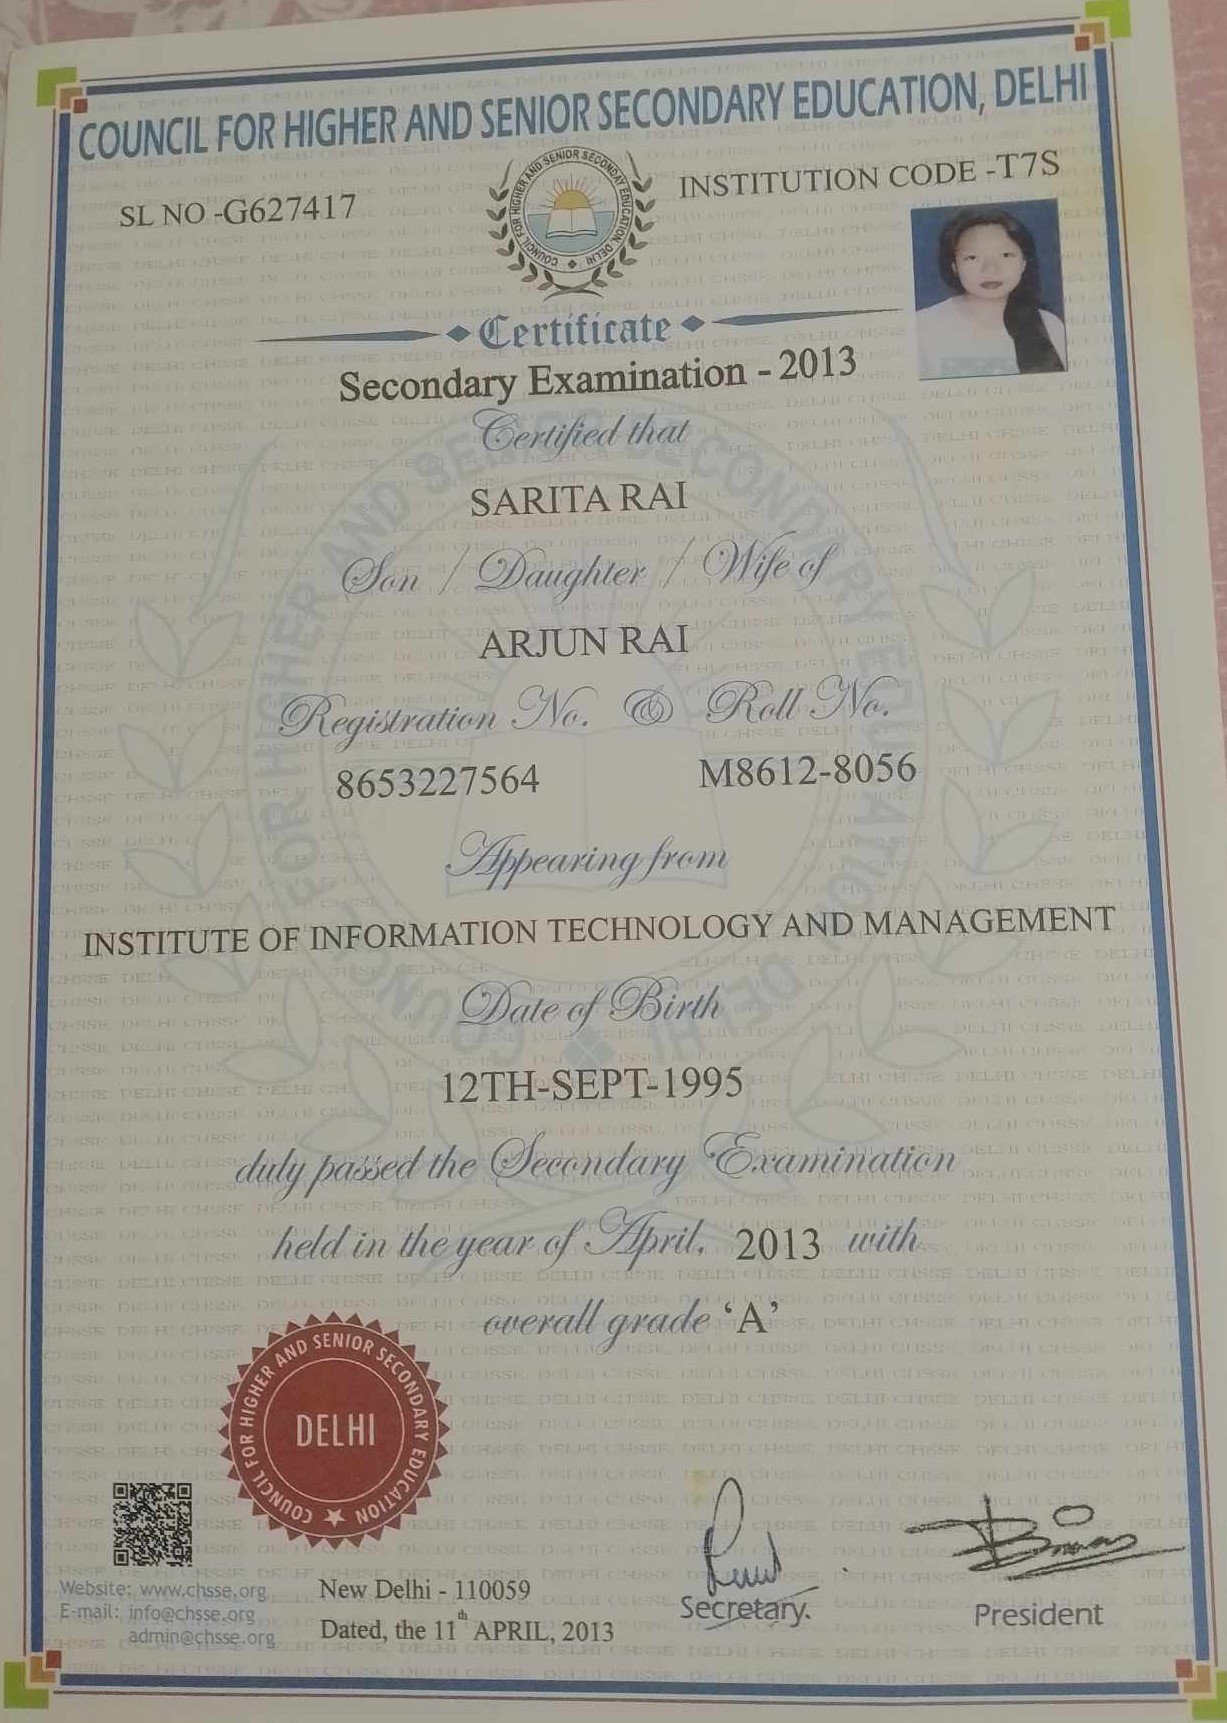 COUNCIL FOR HIGHER AND SENIOR SECONDARY EDUCATION, DELHI
SL NO -G627417
COUNCIL FOR HIGHER AND SENIOR SECONDAY EDUCATION, DELHI
INSTITUTION CODE -T7S
Certificate
Secondary Examination - 2013
Certified that
SARITA RAI
Son / Daughter / Wife of
ARJUN RAI
Registration No. & Roll No.
8653227564 M8612-8056
Appearing from
INSTITUTE OF INFORMATION TECHNOLOGY AND MANAGEMENT
Date of Birth
12TH-SEPT-1995
duly passed the Secondary Examination
held in the year of April, 2013 with
overall grade ‘A’
COUNCIL FOR HIGHER AND SENIOR SECONDARY EDUCATION
DELHI
Website: www.chsse.org
E-mail: info@chsse.org
admin@chsse.org
New Delhi - 110059
Dated, the 11th APRIL, 2013
Secretary.
President